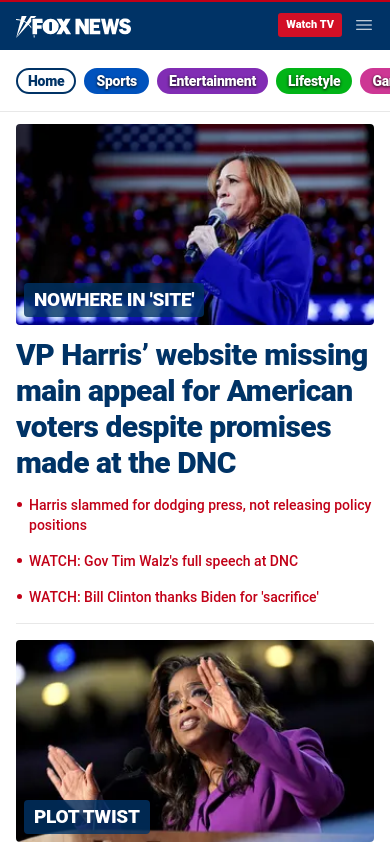 FOX NEWS
Watch TV
Home
Sports
Entertainment
Lifestyle
NOWHERE IN 'SITE'
VP Harris’ website missing
main appeal for American
voters despite promises
made at the DNC
• Harris slammed for dodging press, not releasing policy
positions
• WATCH: Gov Tim Walz's full speech at DNC
• WATCH: Bill Clinton thanks Biden for 'sacrifice'
PLOT TWIST